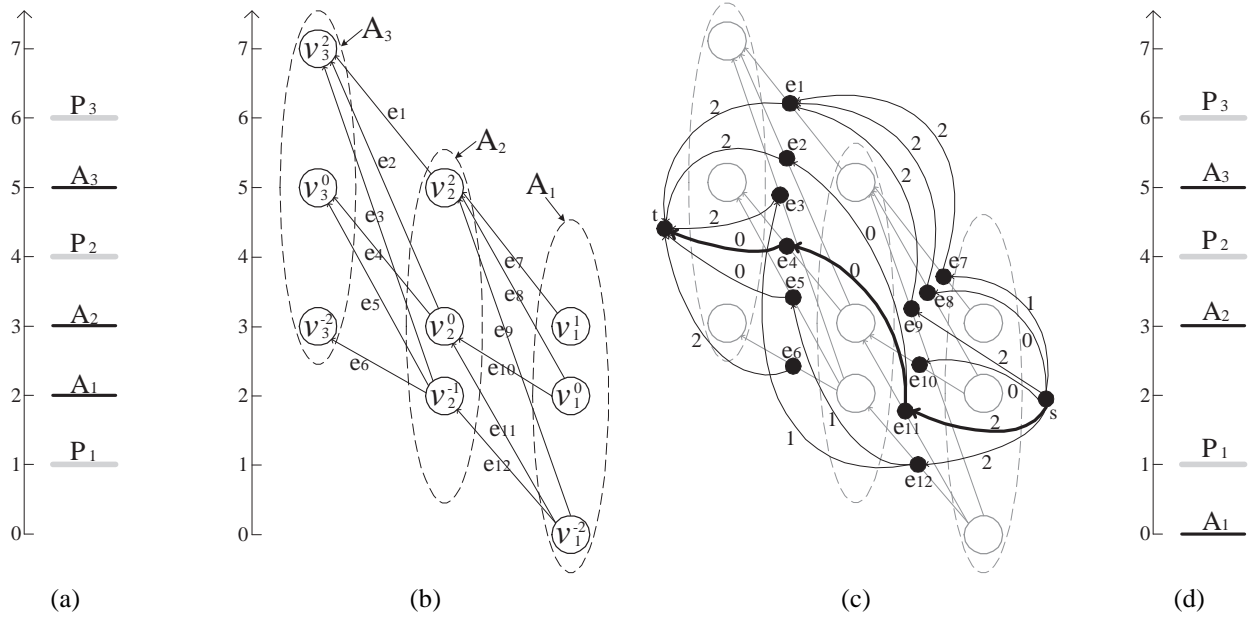 7
6
5
4
3
2
1
0
P₃
A₃
P₂
A₂
A₁
P₁
(a)
7
6
5
4
3
2
1
0
A₃
A₂
A₁
v₃²
v₃⁰
v₃⁻²
v₂²
v₂⁰
v₂⁻¹
v₁¹
v₁⁰
v₁⁻²
e₁
e₂
e₃
e₄
e₅
e₆
e₇
e₈
e₉
e₁₀
e₁₁
e₁₂
(b)
e₁
e₂
e₃
e₄
e₅
e₆
e₇
e₈
e₉
e₁₀
e₁₁
e₁₂
t
s
2
2
2
0
0
2
2
2
2
0
0
1
1
1
0
2
0
2
2
(c)
7
6
5
4
3
2
1
0
P₃
A₃
P₂
A₂
P₁
A₁
(d)